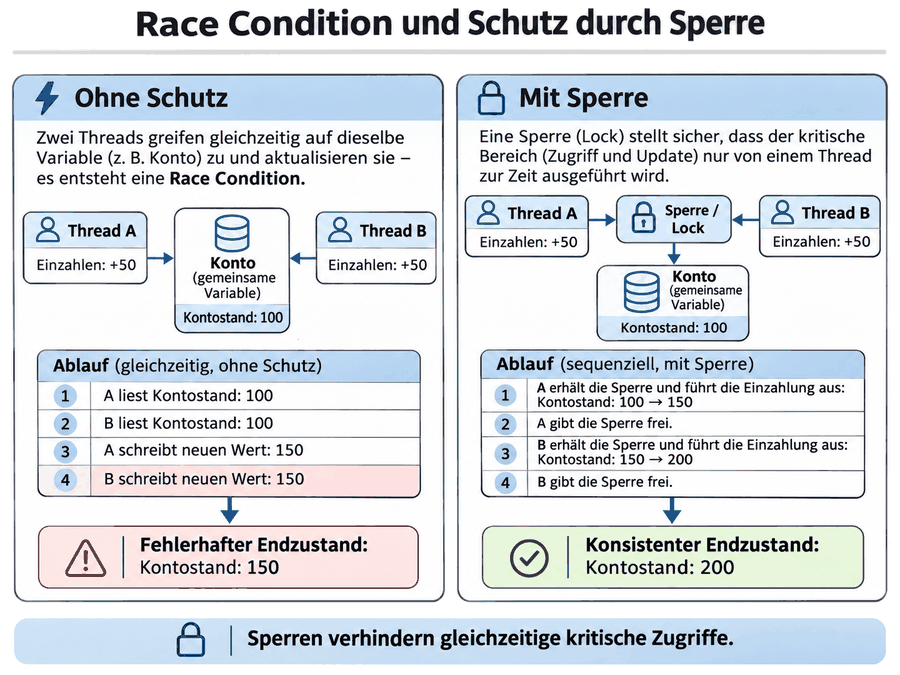 Race Condition und Schutz durch Sperre
Ohne Schutz
Zwei Threads greifen gleichzeitig auf dieselbe
Variable (z. B. Konto) zu und aktualisieren sie –
es entsteht eine Race Condition.
Thread A
Einzahlen: +50
Konto
(gemeinsame
Variable)
Kontostand: 100
Thread B
Einzahlen: +50
Ablauf (gleichzeitig, ohne Schutz)
1 A liest Kontostand: 100
2 B liest Kontostand: 100
3 A schreibt neuen Wert: 150
4 B schreibt neuen Wert: 150
Fehlerhafter Endzustand:
Kontostand: 150
Mit Sperre
Eine Sperre (Lock) stellt sicher, dass der kritische
Bereich (Zugriff und Update) nur von einem Thread
zur Zeit ausgeführt wird.
Thread A
Einzahlen: +50
Sperre /
Lock
Thread B
Einzahlen: +50
Konto
(gemeinsame
Variable)
Kontostand: 100
Ablauf (sequenziell, mit Sperre)
1 A erhält die Sperre und führt die Einzahlung aus:
Kontostand: 100 → 150
2 A gibt die Sperre frei.
3 B erhält die Sperre und führt die Einzahlung aus:
Kontostand: 150 → 200
4 B gibt die Sperre frei.
Konsistenter Endzustand:
Kontostand: 200
Sperren verhindern gleichzeitige kritische Zugriffe.